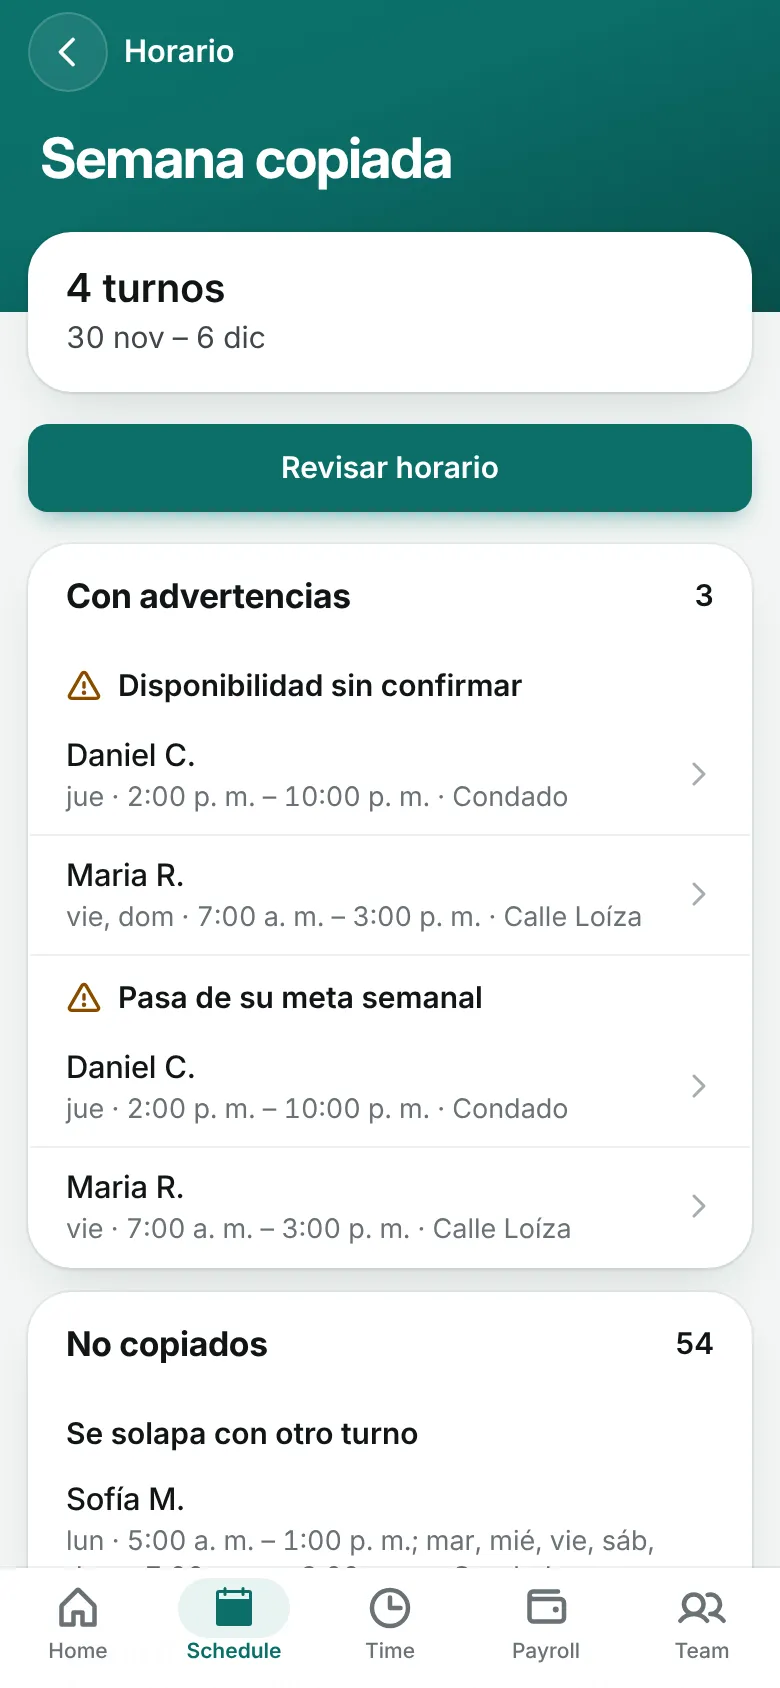 Horario
Semana copiada
4 turnos
30 nov – 6 dic
Revisar horario
Con advertencias 3
Disponibilidad sin confirmar
Daniel C.
jue · 2:00 p. m. – 10:00 p. m. · Condado
Maria R.
vie, dom · 7:00 a. m. – 3:00 p. m. · Calle Loíza
Pasa de su meta semanal
Daniel C.
jue · 2:00 p. m. – 10:00 p. m. · Condado
Maria R.
vie · 7:00 a. m. – 3:00 p. m. · Calle Loíza
No copiados 54
Se solapa con otro turno
Sofía M.
lun · 5:00 a. m. – 1:00 p. m.; mar, mié, vie, sáb,
Home Schedule Time Payroll Team